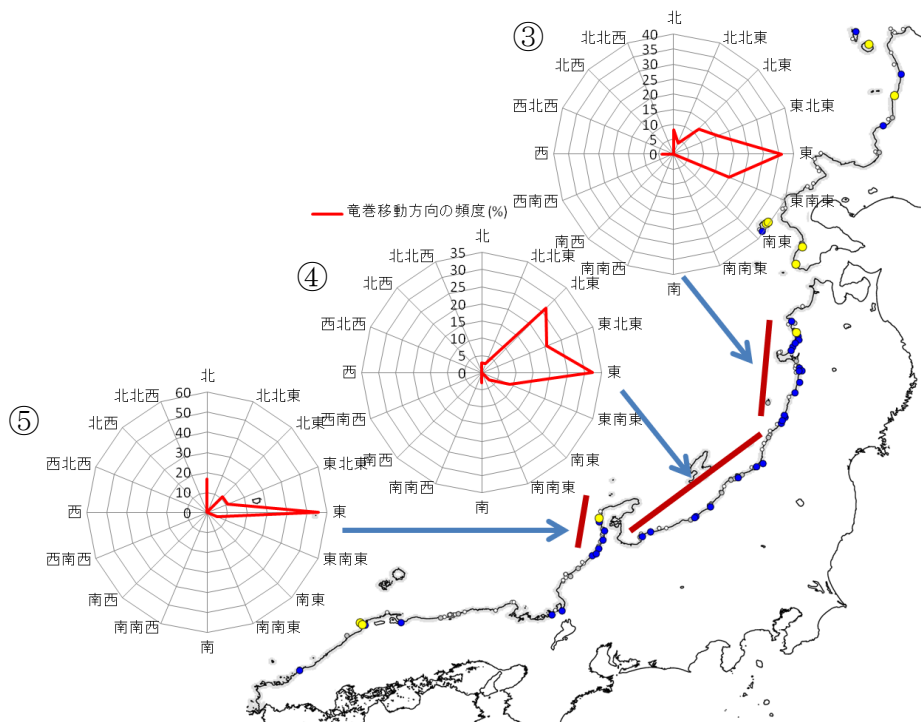 ③
北
北北東
北東
東北東
東
東南東
南東
南南東
南
南南西
南西
西南西
西
西北西
北西
北北西
40
35
30
25
20
15
10
5
0
竜巻移動方向の頻度(%)
④
北
北北東
北東
東北東
東
東南東
南東
南南東
南
南南西
南西
西南西
西
西北西
北西
北北西
35
30
25
20
15
10
5
0
⑤
北
北北東
北東
東北東
東
東南東
南東
南南東
南
南南西
南西
西南西
西
西北西
北西
北北西
60
50
40
30
20
10
0